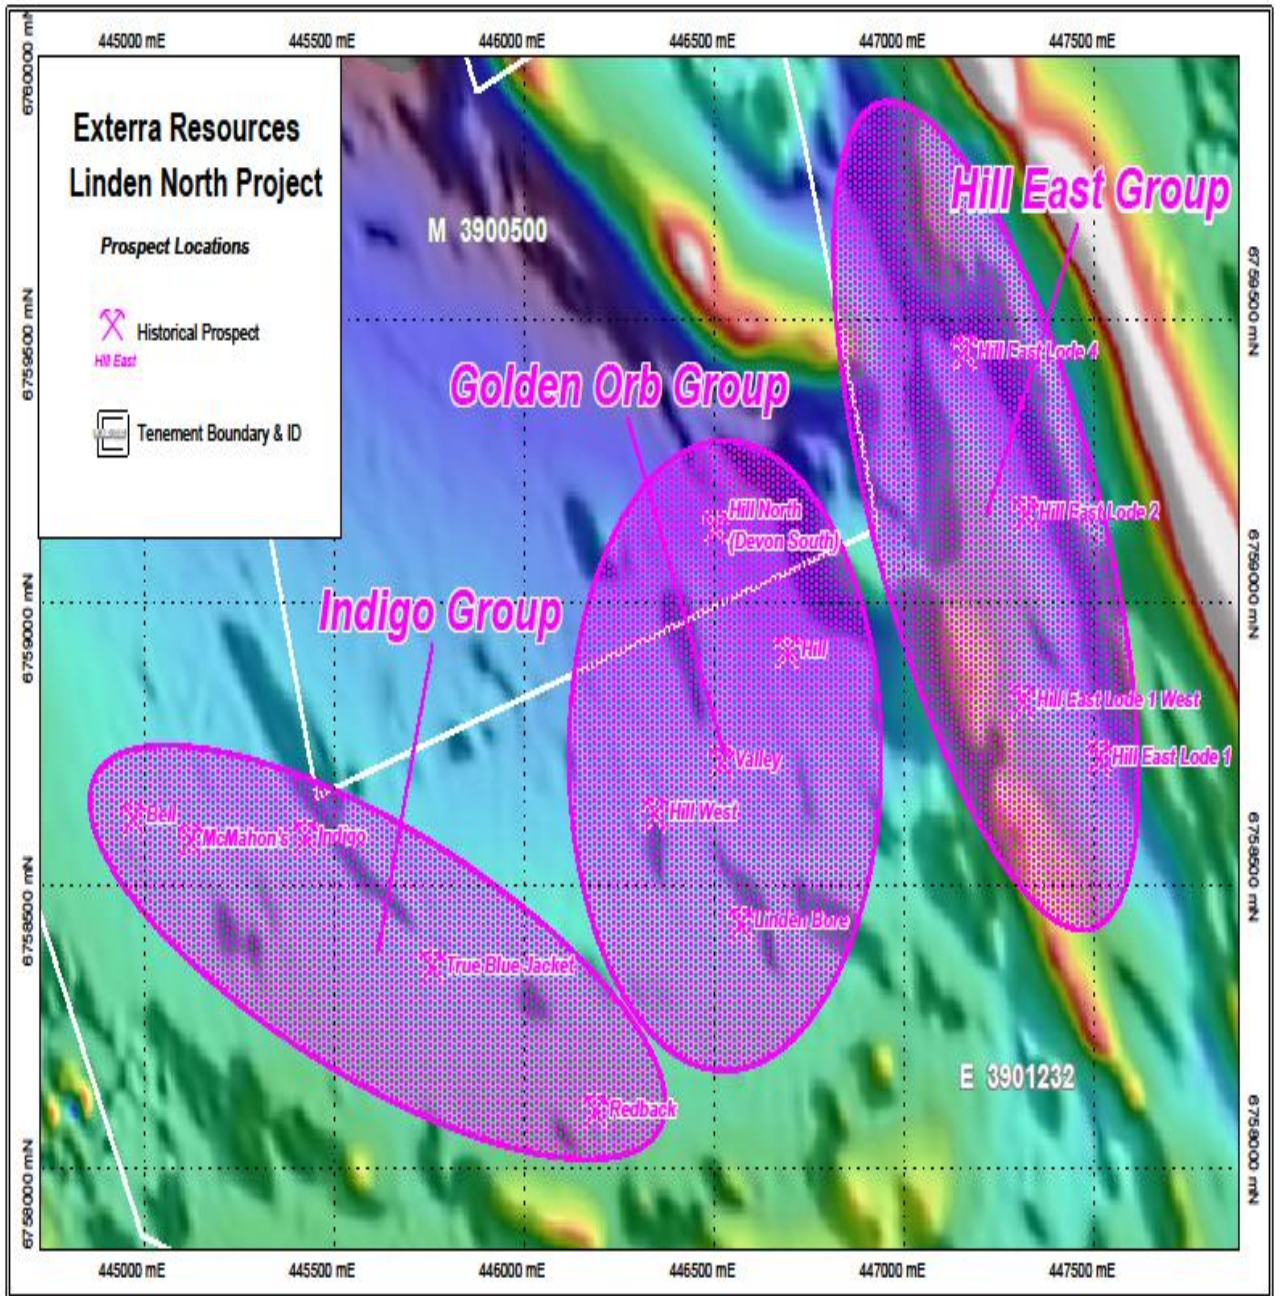 445000 mE 445500 mE 446000 mE 446500 mE 447000 mE 447500 mE
6760000 mN
Exterra Resources
Linden North Project
Prospect Locations
Historical Prospect
Hill East
Tenement Boundary & ID
M 3900500
Hill East Group
6759500 mN
6759500 mN
Hill East Lode 4
Golden Orb Group
Hill North
(Devon South)
Hill East Lode 2
Indigo Group
6759000 mN
6759000 mN
Hill
Hill East Lode 1 West
Valley
Hill East Lode 1
Bell
McMahon's
Indigo
Hill West
6758500 mN
6758500 mN
Linden Bore
True Blue Jacket
E 3901232
Redback
6758000 mN
6758000 mN
445000 mE 445500 mE 446000 mE 446500 mE 447000 mE 447500 mE